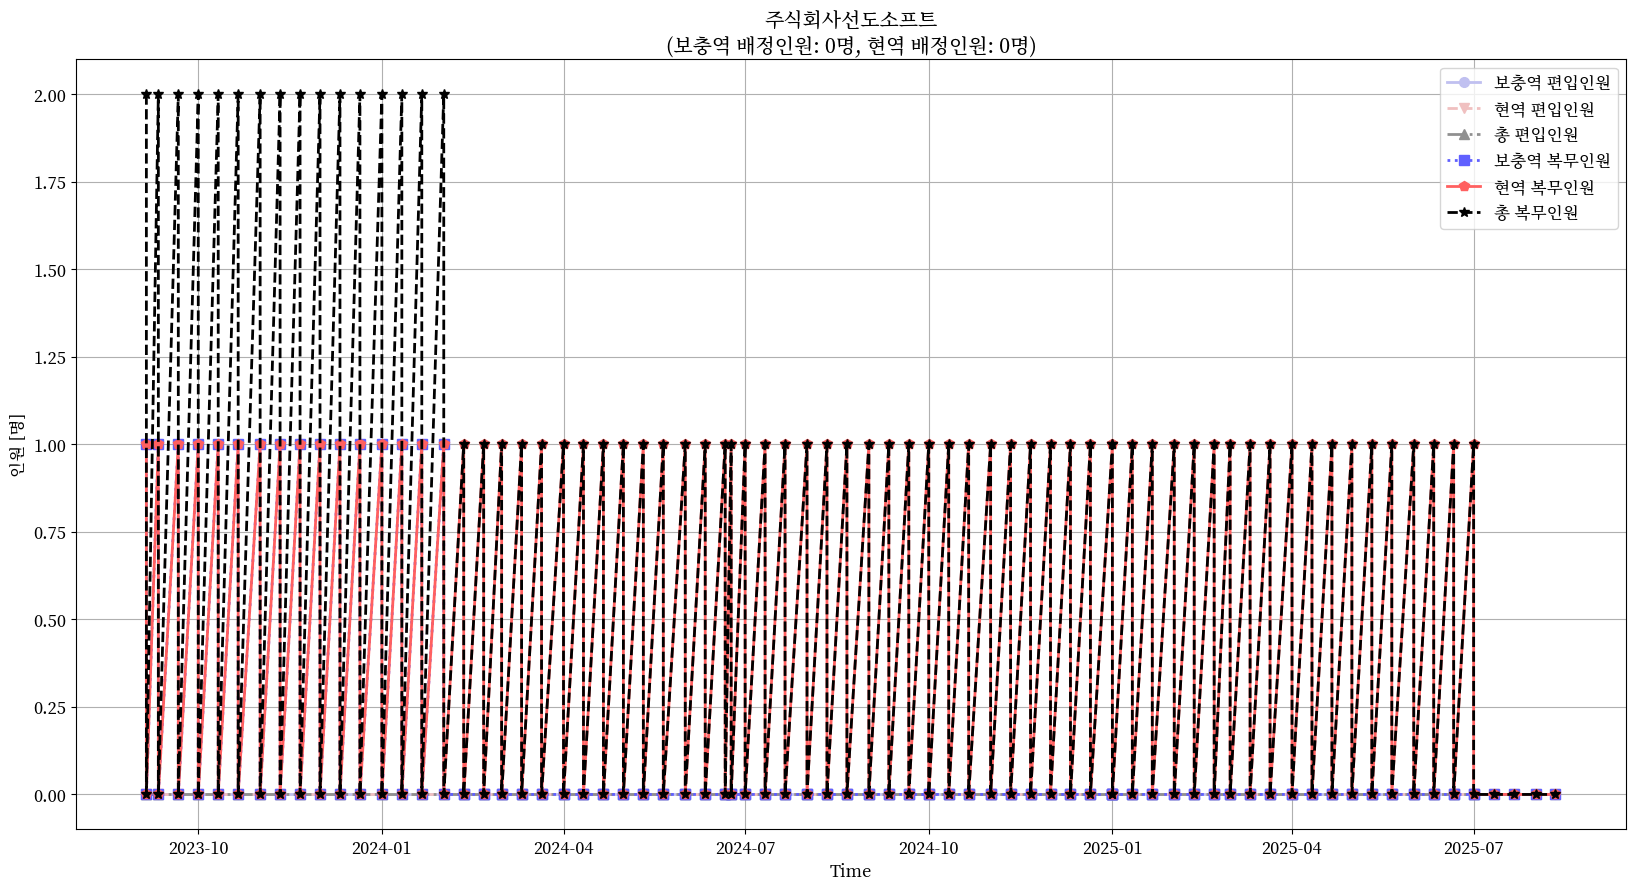 주식회사선도소프트
(보충역 배정인원: 0명, 현역 배정인원: 0명)
보충역 편입인원
현역 편입인원
총 편입인원
보충역 복무인원
현역 복무인원
총 복무인원
인원 [명]
2.00
1.75
1.50
1.25
1.00
0.75
0.50
0.25
0.00
2023-10 2024-01 2024-04 2024-07 2024-10 2025-01 2025-04 2025-07
Time